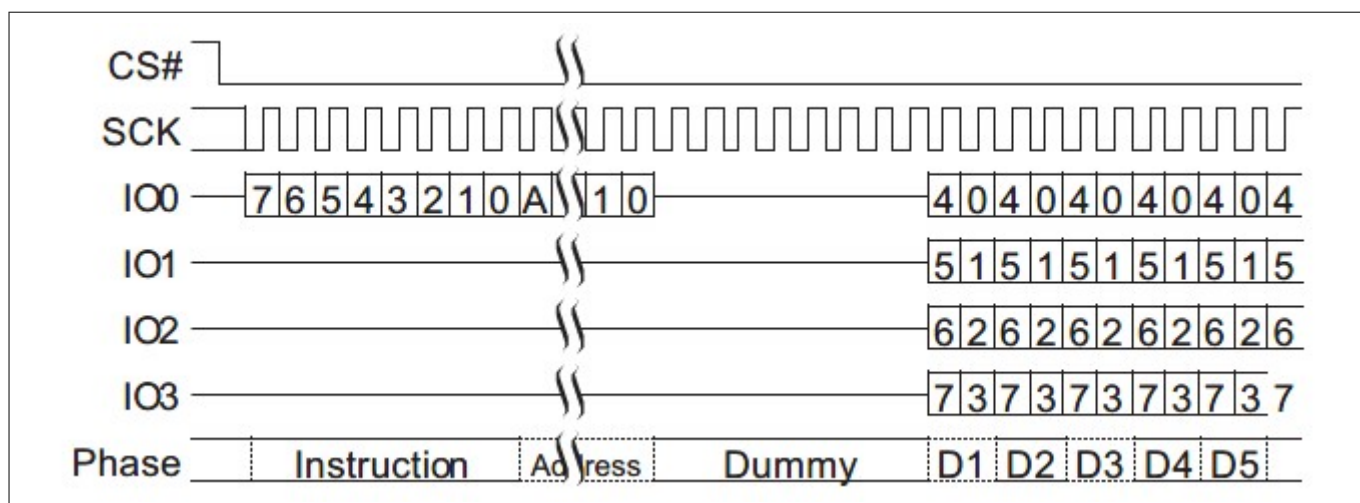 CS#
SCK
IO0 7 6 5 4 3 2 1 0 A 1 0 4 0 4 0 4 0 4 0 4 0 4
IO1 5 1 5 1 5 1 5 1 5 1 5
IO2 6 2 6 2 6 2 6 2 6 2 6
IO3 7 3 7 3 7 3 7 3 7 3 7
Phase Instruction Ad ress Dummy D1 D2 D3 D4 D5